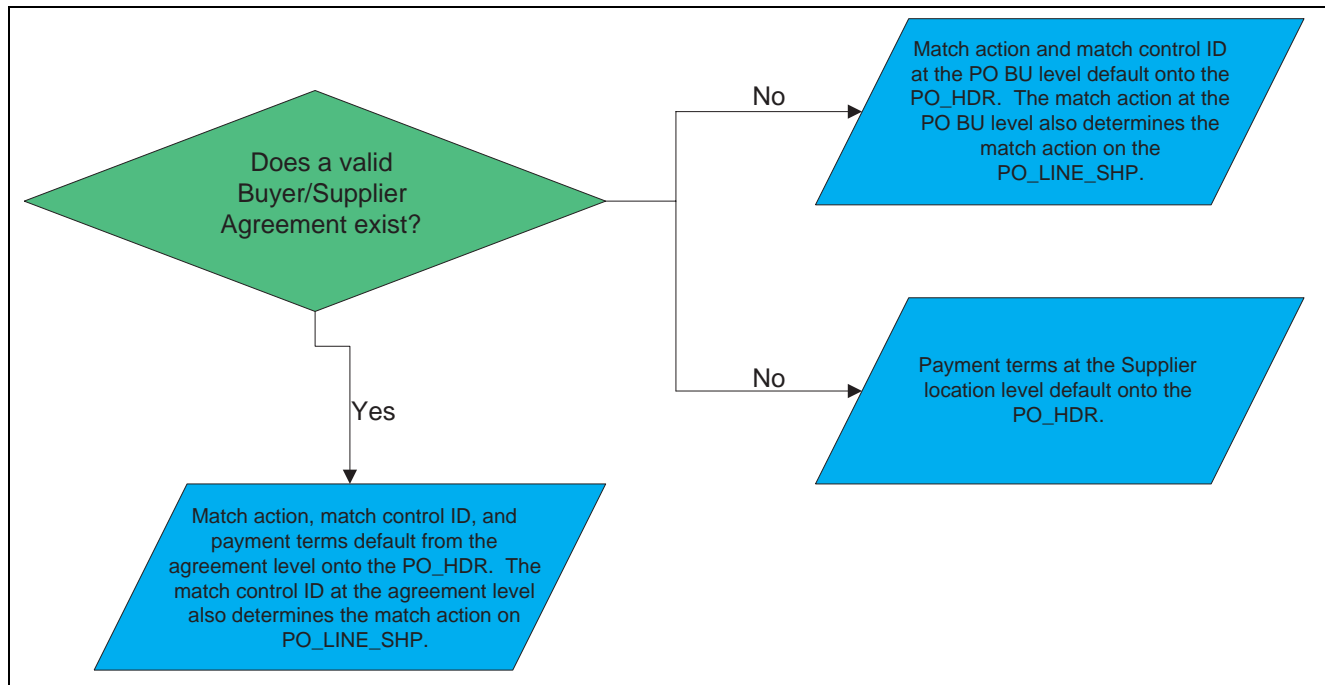 Does a valid
Buyer/Supplier
Agreement exist?
No
Match action and match control ID
at the PO BU level default onto the
PO_HDR.  The match action at the
PO BU level also determines the
match action on the
PO_LINE_SHP.
No
Payment terms at the Supplier
location level default onto the
PO_HDR.
Yes
Match action, match control ID, and
payment terms default from the
agreement level onto the PO_HDR.  The
match control ID at the agreement level
also determines the match action on
PO_LINE_SHP.